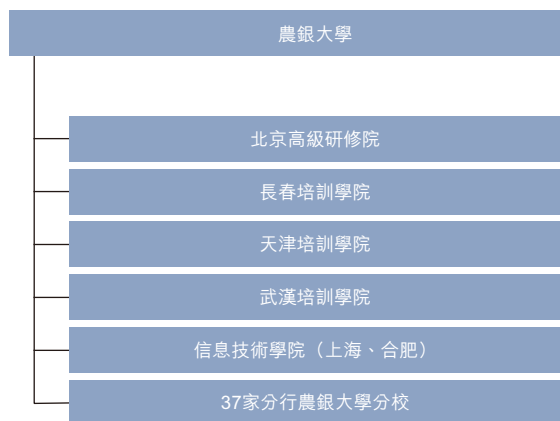 農銀大學
北京高級研修院
長春培訓學院
天津培訓學院
武漢培訓學院
信息技術學院（上海、合肥）
37家分行農銀大學分校